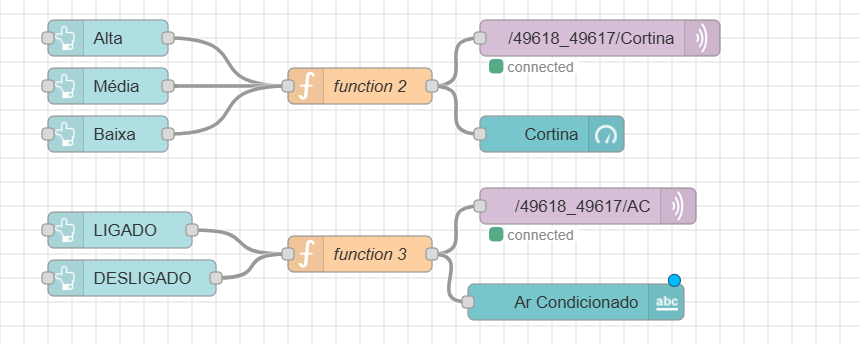 Alta
/49618_49617/Cortina
connected
Média
function 2
Baixa
Cortina
LIGADO
/49618_49617/AC
connected
function 3
DESLIGADO
Ar Condicionado
abc